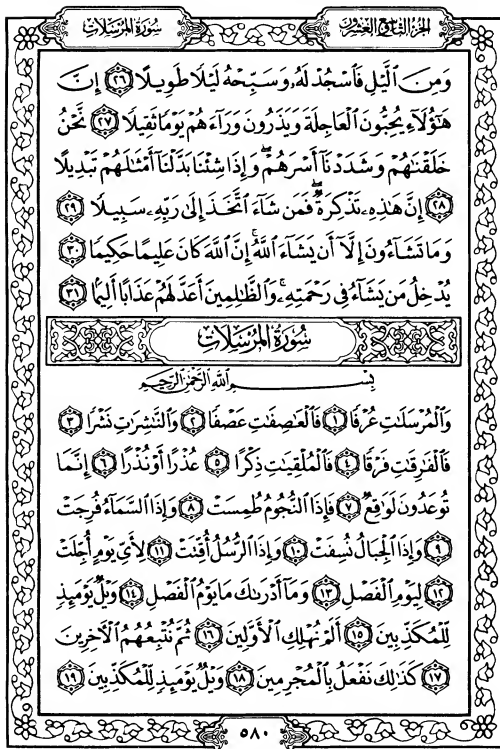 الجزء التاسع والعشرون
سورة المرسلات
وَمِنَ ٱلَّيْلِ فَٱسْجُدْ لَهُۥ وَسَبِّحْهُ لَيْلًا طَوِيلًا ٢٦ إِنَّ
هَٰٓؤُلَآءِ يُحِبُّونَ ٱلْعَاجِلَةَ وَيَذَرُونَ وَرَآءَهُمْ يَوْمًا ثَقِيلًا ٢٧ نَّحْنُ
خَلَقْنَٰهُمْ وَشَدَدْنَآ أَسْرَهُمْ ۖ وَإِذَا شِئْنَا بَدَّلْنَآ أَمْثَٰلَهُمْ تَبْدِيلًا
٢٨ إِنَّ هَٰذِهِۦ تَذْكِرَةٌ ۖ فَمَن شَآءَ ٱتَّخَذَ إِلَىٰ رَبِّهِۦ سَبِيلًا ٢٩
وَمَا تَشَآءُونَ إِلَّآ أَن يَشَآءَ ٱللَّهُ ۚ إِنَّ ٱللَّهَ كَانَ عَلِيمًا حَكِيمًا ٣٠
يُدْخِلُ مَن يَشَآءُ فِى رَحْمَتِهِۦ ۚ وَٱلظَّٰلِمِينَ أَعَدَّ لَهُمْ عَذَابًا أَلِيمًۢا ٣١
سُورَةُ المُرْسَلَات
بِسْمِ ٱللَّهِ ٱلرَّحْمَٰنِ ٱلرَّحِيمِ
وَٱلْمُرْسَلَٰتِ عُرْفًا ١ فَٱلْعَٰصِفَٰتِ عَصْفًا ٢ وَٱلنَّٰشِرَٰتِ نَشْرًا ٣
فَٱلْفَٰرِقَٰتِ فَرْقًا ٤ فَٱلْمُلْقِيَٰتِ ذِكْرًا ٥ عُذْرًا أَوْ نُذْرًا ٦ إِنَّمَا
تُوعَدُونَ لَوَٰقِعٌ ٧ فَإِذَا ٱلنُّجُومُ طُمِسَتْ ٨ وَإِذَا ٱلسَّمَآءُ فُرِجَتْ
٩ وَإِذَا ٱلْجِبَالُ نُسِفَتْ ١٠ وَإِذَا ٱلرُّسُلُ أُقِّتَتْ ١١ لِأَىِّ يَوْمٍ أُجِّلَتْ
١٢ لِيَوْمِ ٱلْفَصْلِ ١٣ وَمَآ أَدْرَىٰكَ مَا يَوْمُ ٱلْفَصْلِ ١٤ وَيْلٌ يَوْمَئِذٍ
لِّلْمُكَذِّبِينَ ١٥ أَلَمْ نُهْلِكِ ٱلْأَوَّلِينَ ١٦ ثُمَّ نُتْبِعُهُمُ ٱلْءَاخِرِينَ
١٧ كَذَٰلِكَ نَفْعَلُ بِٱلْمُجْرِمِينَ ١٨ وَيْلٌ يَوْمَئِذٍ لِّلْمُكَذِّبِينَ ١٩
٥٨٠